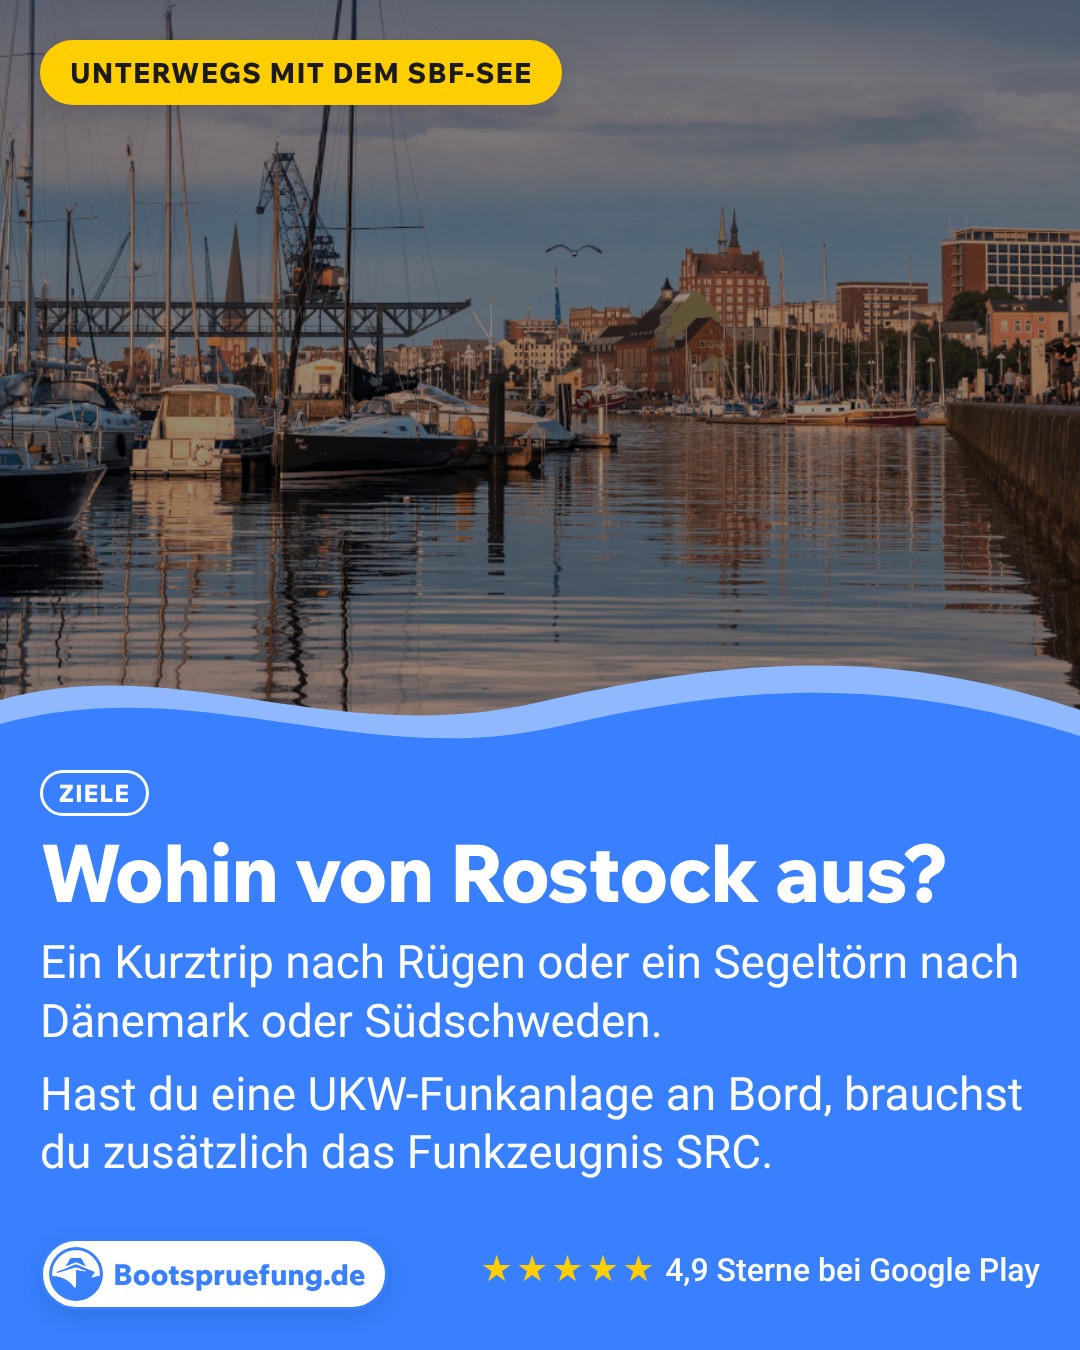 UNTERWEGS MIT DEM SBF-SEE
ZIELE
Wohin von Rostock aus?
Ein Kurztrip nach Rügen oder ein Segeltörn nach
Dänemark oder Südschweden.
Hast du eine UKW-Funkanlage an Bord, brauchst
du zusätzlich das Funkzeugnis SRC.
Bootspruefung.de
★★★★★ 4,9 Sterne bei Google Play